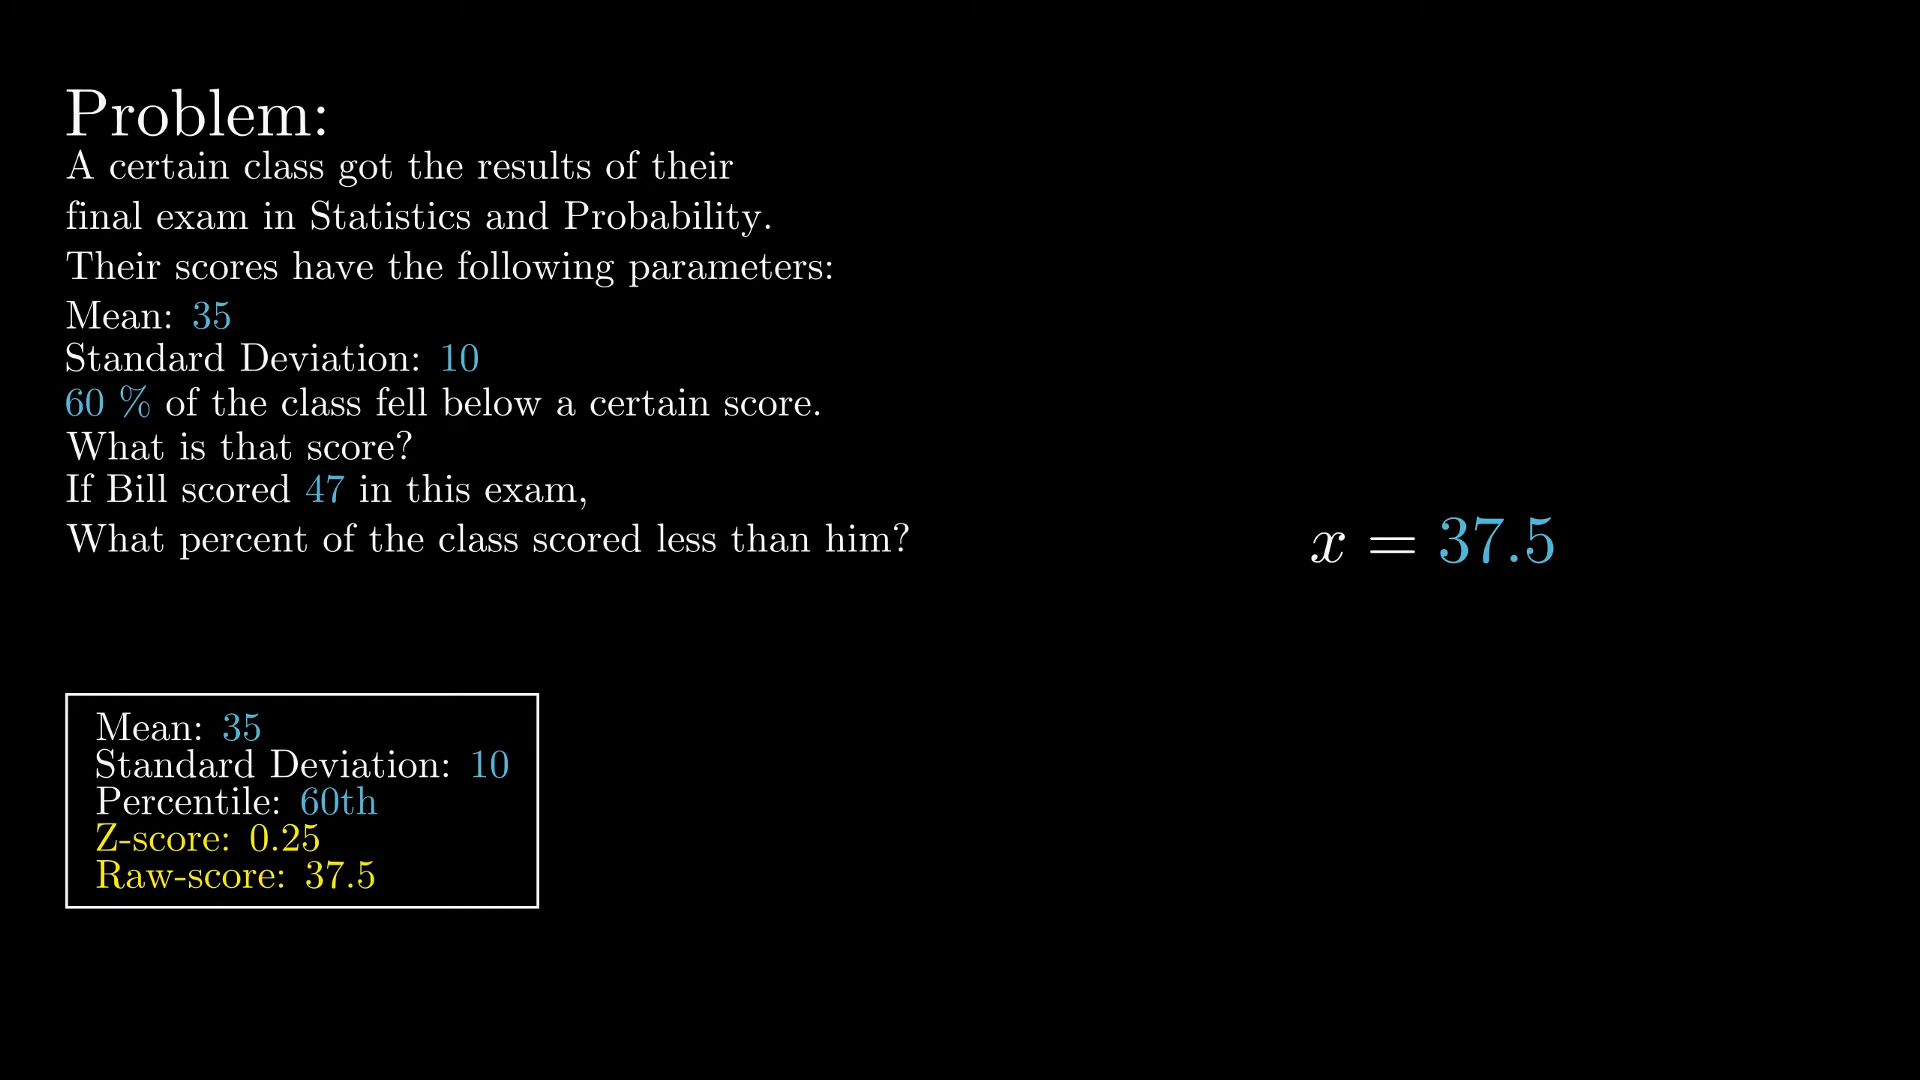 Problem:
A certain class got the results of their
final exam in Statistics and Probability.
Their scores have the following parameters:
Mean: 35
Standard Deviation: 10
60 % of the class fell below a certain score.
What is that score?
If Bill scored 47 in this exam,
What percent of the class scored less than him?
x = 37.5
Mean: 35
Standard Deviation: 10
Percentile: 60th
Z-score: 0.25
Raw-score: 37.5